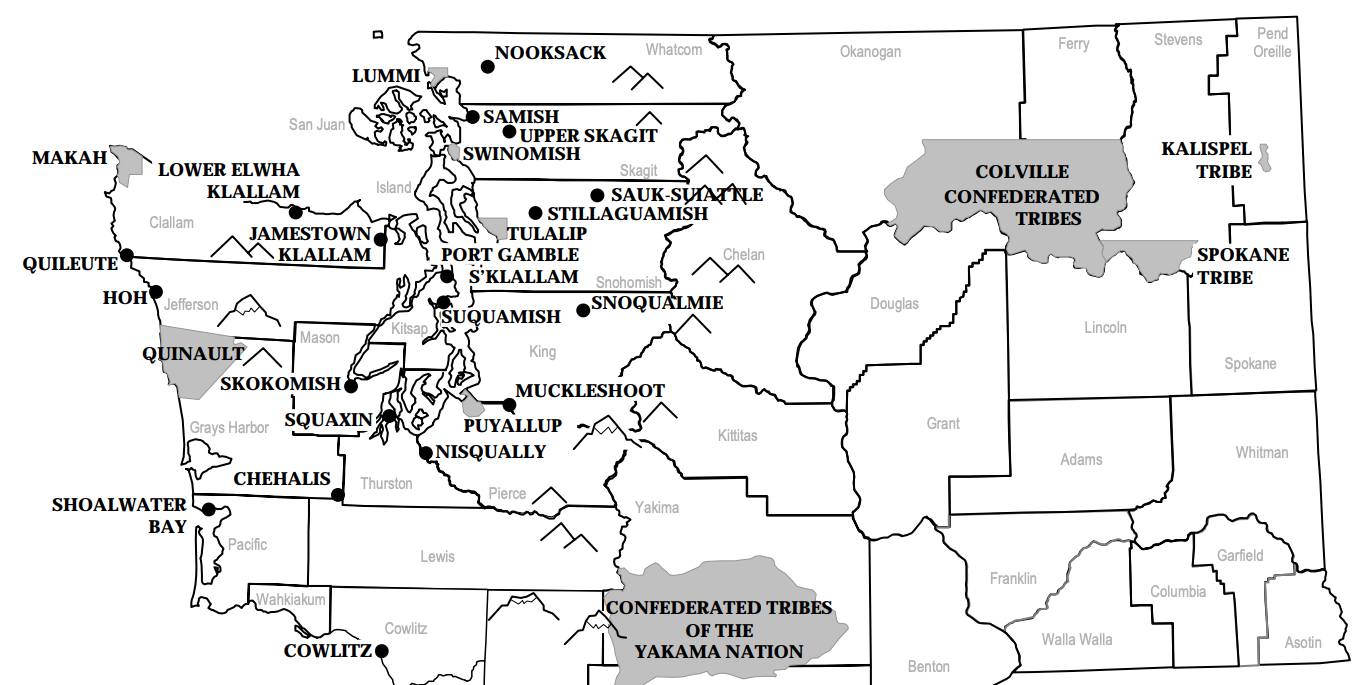 NOOKSACK
Whatcom
Okanogan
Ferry
Stevens
Pend
Oreille
LUMMI
San Juan
SAMISH
UPPER SKAGIT
SWINOMISH
Skagit
MAKAH
LOWER ELWHA
KLALLAM
Island
SAUK-SUIATTLE
STILLAGUAMISH
COLVILLE
CONFEDERATED
TRIBES
KALISPEL
TRIBE
Clallam
JAMESTOWN
KLALLAM
TULALIP
PORT GAMBLE
S'KLALLAM
Snohomish
Chelan
SPOKANE
TRIBE
QUILEUTE
HOH
Jefferson
Mason
Kitsap
SUQUAMISH
SNOQUALMIE
Douglas
Lincoln
QUINAULT
King
Spokane
SKOKOMISH
MUCKLESHOOT
SQUAXIN
PUYALLUP
Grays Harbor
Kittitas
Grant
NISQUALLY
Adams
Whitman
CHEHALIS
Thurston
Pierce
Yakima
SHOALWATER
BAY
Pacific
Lewis
Garfield
Franklin
Columbia
Wahkiakum
Cowlitz
CONFEDERATED TRIBES
OF THE
YAKAMA NATION
Walla Walla
Asotin
COWLITZ
Benton